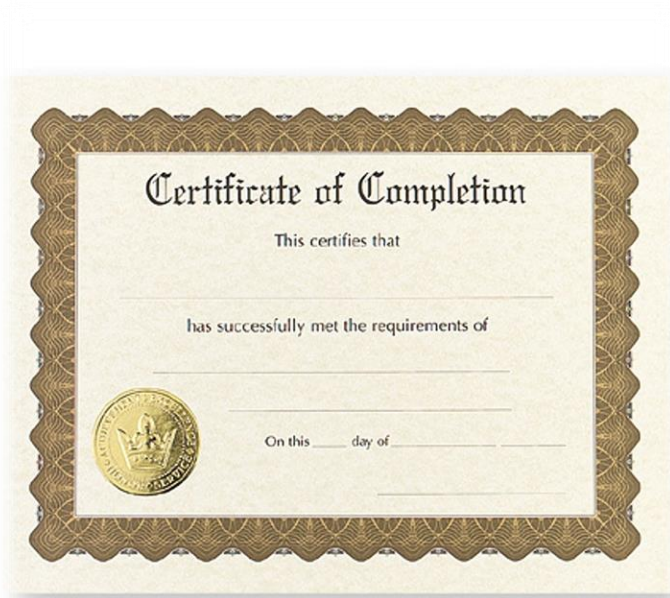 Certificate of Completion
This certifies that
has successfully met the requirements of
On this day of